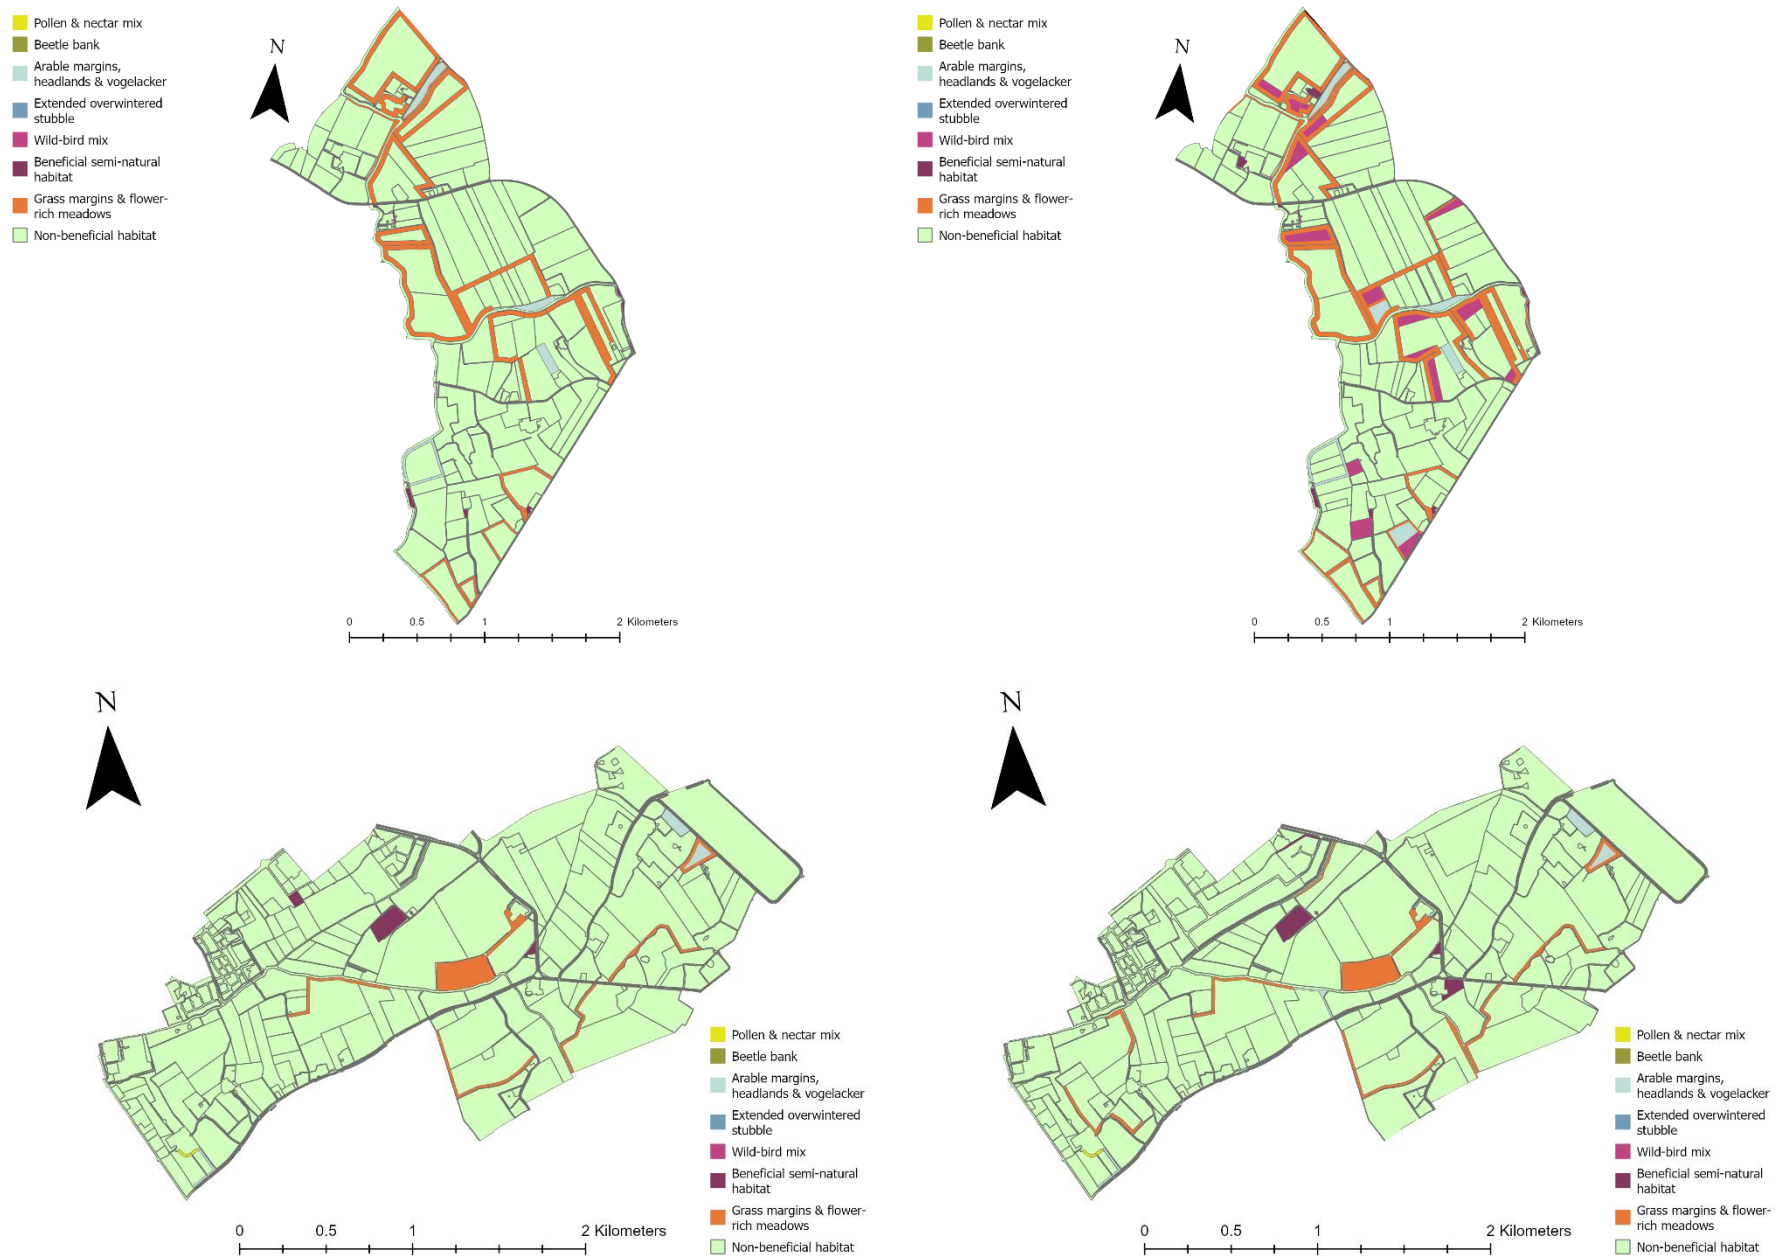 Pollen & nectar mix
Beetle bank
Arable margins,
headlands & vogelacker
Extended overwintered
stubble
Wild-bird mix
Beneficial semi-natural
habitat
Grass margins & flower-
rich meadows
Non-beneficial habitat
N
0 0.5 1 2 Kilometers
Pollen & nectar mix
Beetle bank
Arable margins,
headlands & vogelacker
Extended overwintered
stubble
Wild-bird mix
Beneficial semi-natural
habitat
Grass margins & flower-
rich meadows
Non-beneficial habitat
N
0 0.5 1 2 Kilometers
N
Pollen & nectar mix
Beetle bank
Arable margins,
headlands & vogelacker
Extended overwintered
stubble
Wild-bird mix
Beneficial semi-natural
habitat
Grass margins & flower-
rich meadows
Non-beneficial habitat
0 0.5 1 2 Kilometers
N
Pollen & nectar mix
Beetle bank
Arable margins,
headlands & vogelacker
Extended overwintered
stubble
Wild-bird mix
Beneficial semi-natural
habitat
Grass margins & flower-
rich meadows
Non-beneficial habitat
0 0.5 1 2 Kilometers